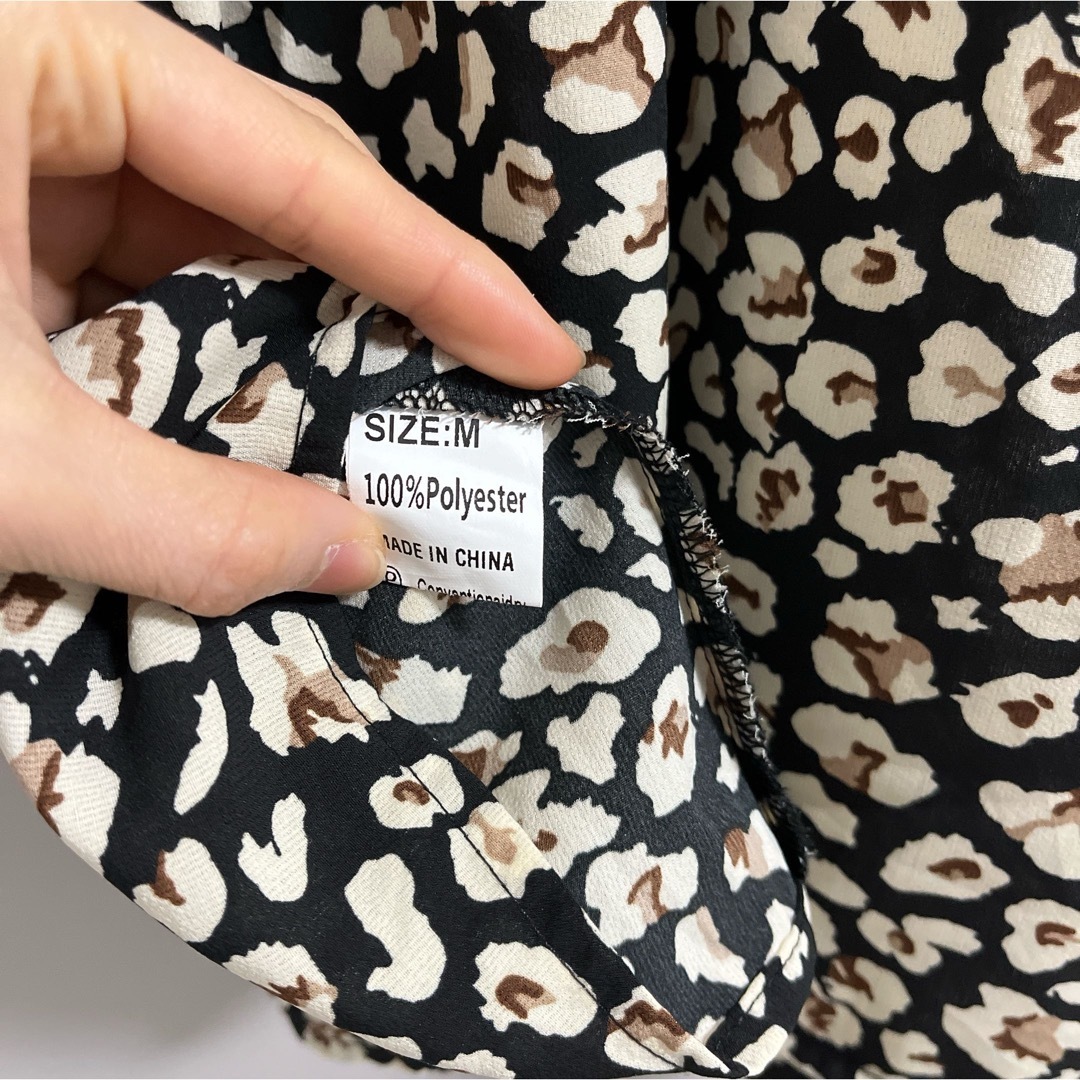 SIZE:M
100%Polyester
MADE IN CHINA
Ⓟ